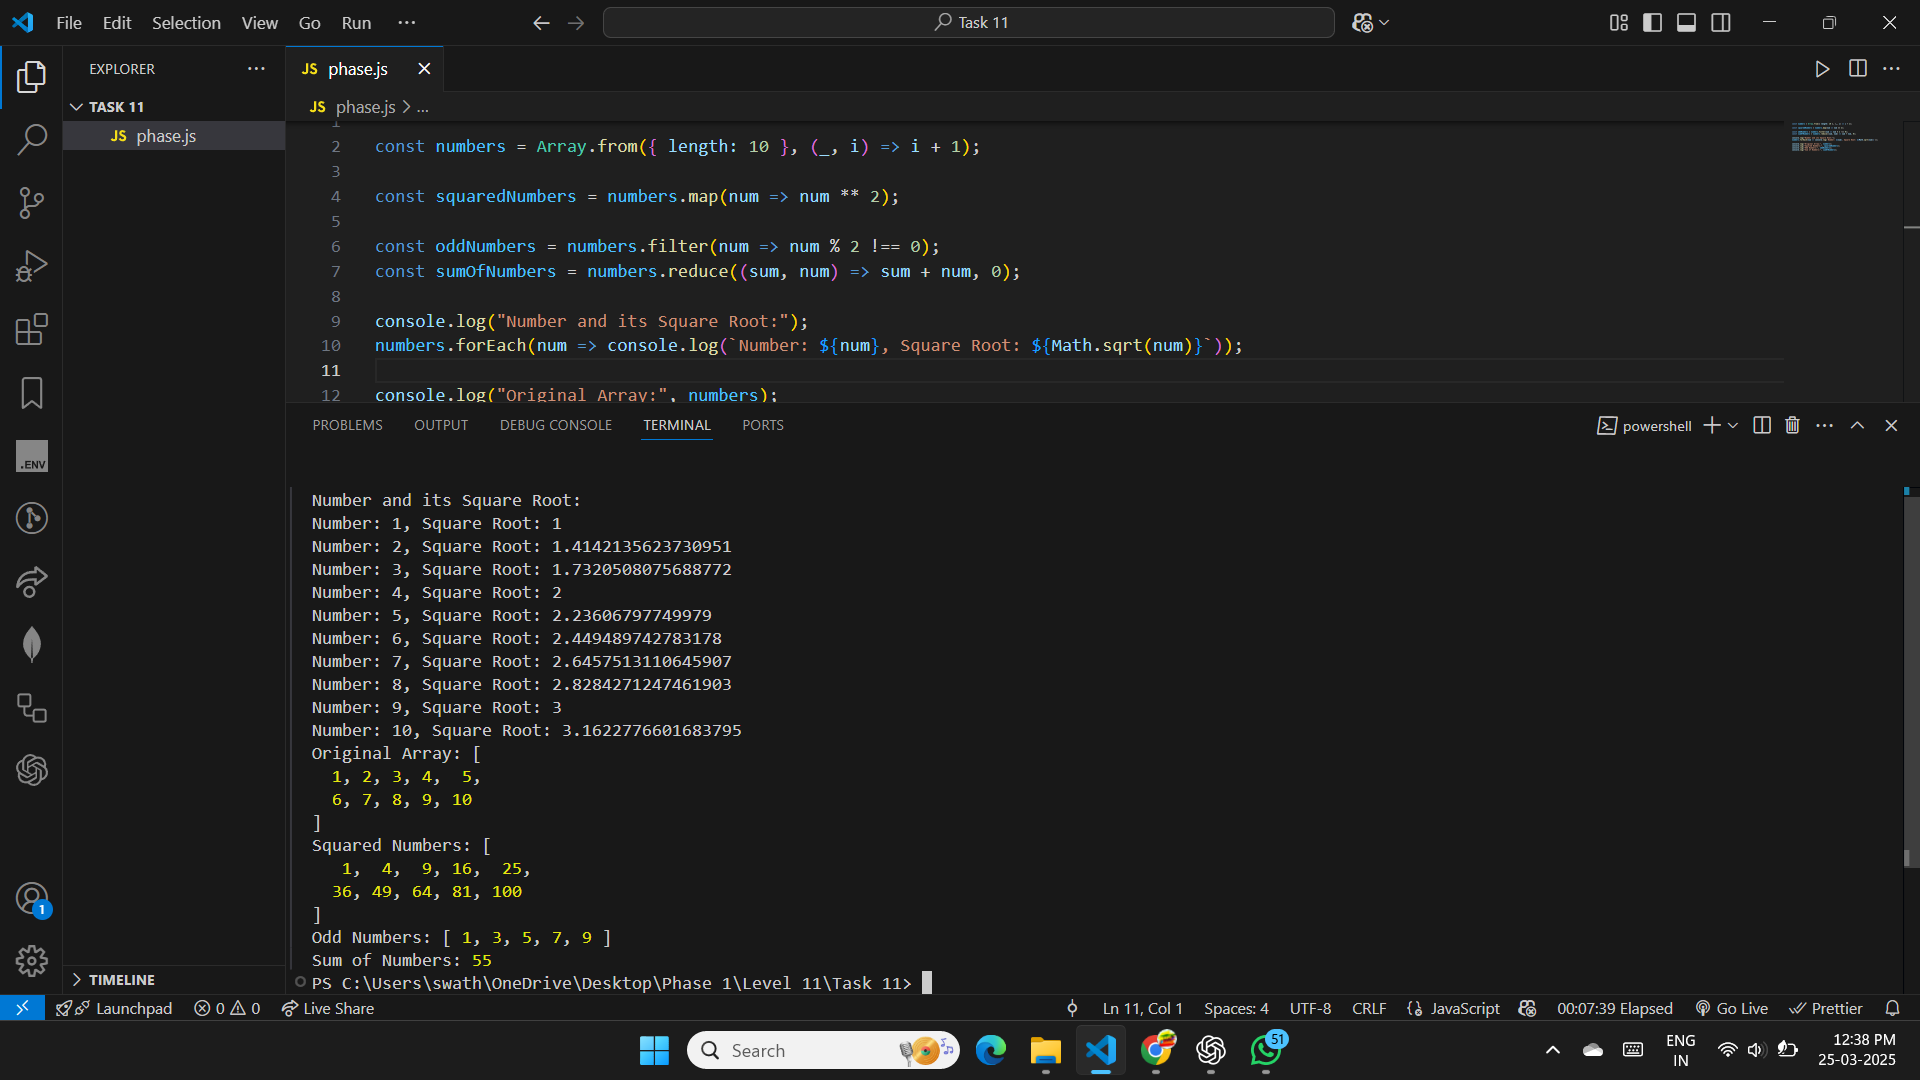 File Edit Selection View Go Run ···
Task 11
EXPLORER
TASK 11
JS phase.js
TIMELINE
JS phase.js
JS phase.js > ...
1
2 const numbers = Array.from({ length: 10 }, (_, i) => i + 1);
3
4 const squaredNumbers = numbers.map(num => num ** 2);
5
6 const oddNumbers = numbers.filter(num => num % 2 !== 0);
7 const sumOfNumbers = numbers.reduce((sum, num) => sum + num, 0);
8
9 console.log("Number and its Square Root:");
10 numbers.forEach(num => console.log(`Number: ${num}, Square Root: ${Math.sqrt(num)}`));
11
12 console.log("Original Array:", numbers);
PROBLEMS OUTPUT DEBUG CONSOLE TERMINAL PORTS
powershell
Number and its Square Root:
Number: 1, Square Root: 1
Number: 2, Square Root: 1.4142135623730951
Number: 3, Square Root: 1.7320508075688772
Number: 4, Square Root: 2
Number: 5, Square Root: 2.23606797749979
Number: 6, Square Root: 2.449489742783178
Number: 7, Square Root: 2.6457513110645907
Number: 8, Square Root: 2.8284271247461903
Number: 9, Square Root: 3
Number: 10, Square Root: 3.1622776601683795
Original Array: [
1, 2, 3, 4, 5,
6, 7, 8, 9, 10
]
Squared Numbers: [
1, 4, 9, 16, 25,
36, 49, 64, 81, 100
]
Odd Numbers: [ 1, 3, 5, 7, 9 ]
Sum of Numbers: 55
PS C:\Users\swath\OneDrive\Desktop\Phase 1\Level 11\Task 11>
.ENV
1
Launchpad 0 0 Live Share
Ln 11, Col 1 Spaces: 4 UTF-8 CRLF JavaScript 00:07:39 Elapsed Go Live Prettier
Search
51
ENG
IN
12:38 PM
25-03-2025